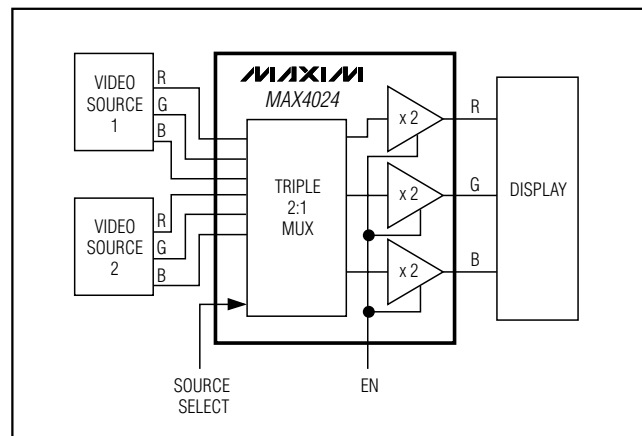 MAXIM
MAX4024
VIDEO
SOURCE
1
R
G
B
VIDEO
SOURCE
2
R
G
B
TRIPLE
2:1
MUX
x 2
x 2
x 2
R
G
B
DISPLAY
SOURCE
SELECT
EN